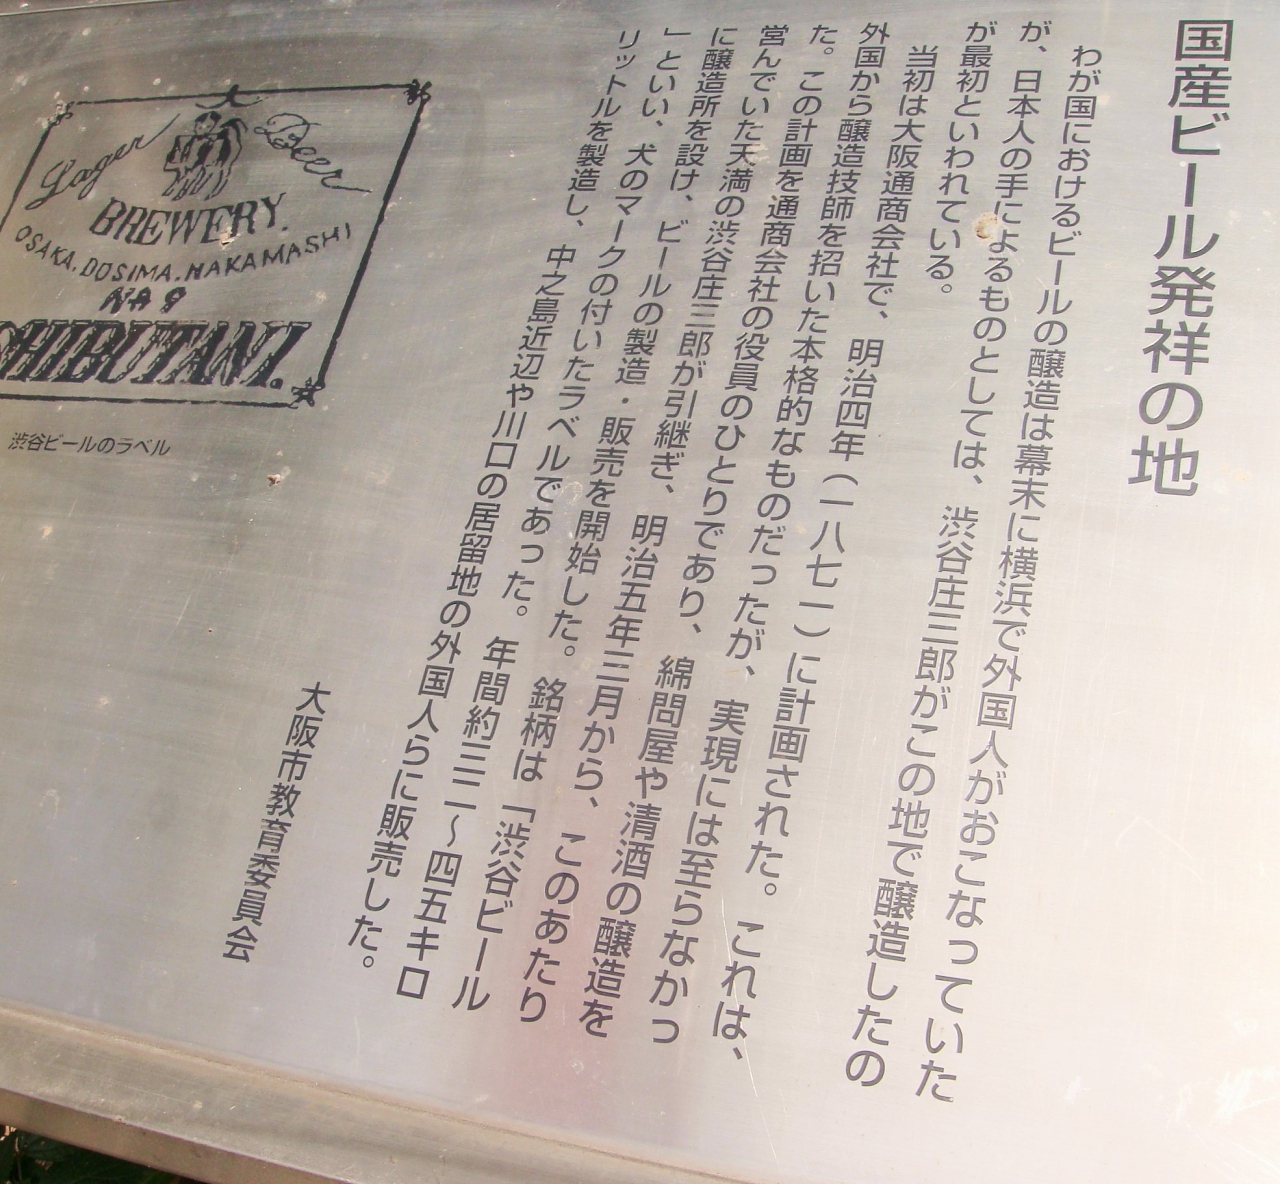 国産ビール発祥の地
わが国におけるビールの醸造は幕末に横浜で外国人がおこなっていた
が、日本人の手によるものとしては、渋谷庄三郎がこの地で醸造したの
が最初といわれている。
当初は大阪通商会社で、明治四年（一八七一）に計画された。これは、
外国から醸造技師を招いた本格的なものだったが、実現には至らなかっ
た。この計画を通商会社の役員のひとりであり、綿問屋や清酒の醸造を
営んでいた天満の渋谷庄三郎が引継ぎ、明治五年三月から、このあたり
に醸造所を設け、ビールの製造・販売を開始した。銘柄は「渋谷ビール
」といい、犬のマークの付いたラベルであった。年間約三二〜四五キロ
リットルを製造し、中之島近辺や川口の居留地の外国人らに販売した。
大阪市教育委員会
大
Lager Beer
BREWERY.
OSAKA. DOSIMA. NAKAMASHI
NA 9
SHIBUTANI.
渋谷ビールのラベル